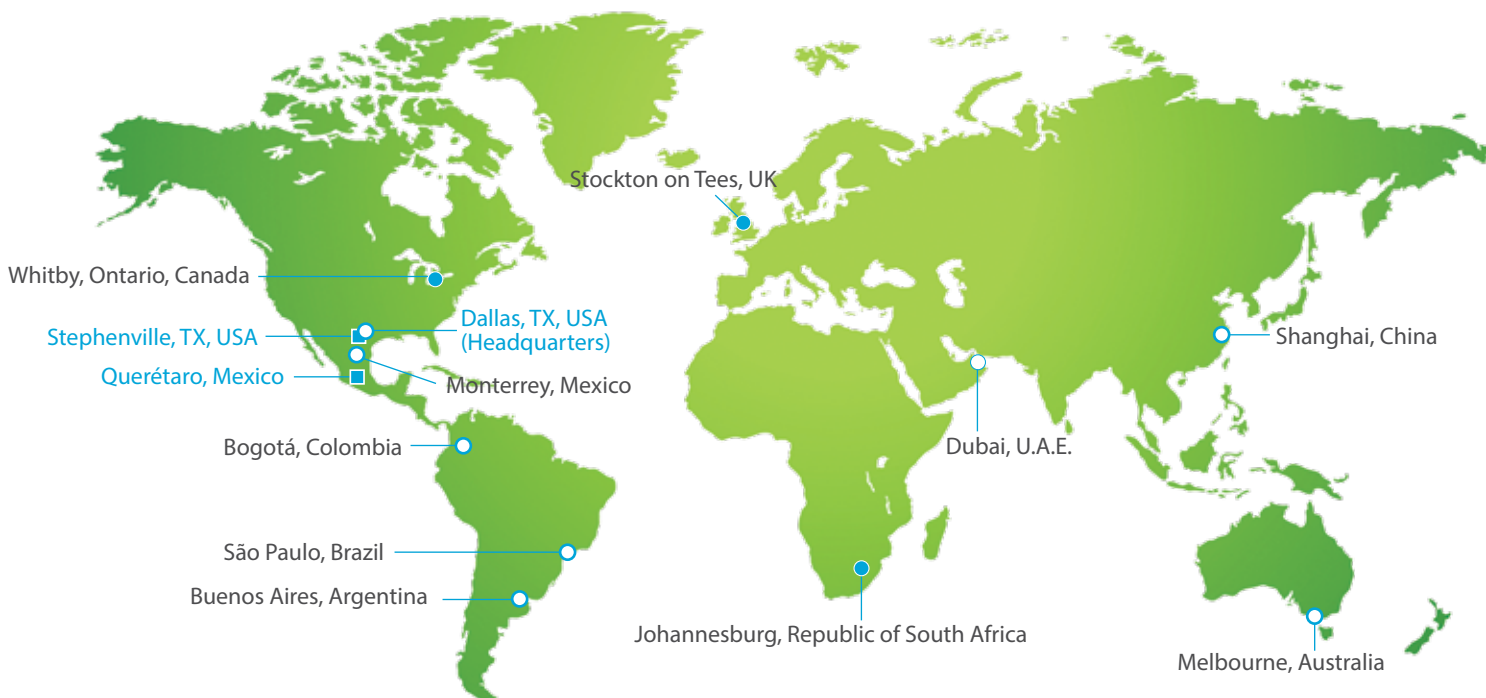 Stockton on Tees, UK
Whitby, Ontario, Canada
Stephenville, TX, USA
Dallas, TX, USA
(Headquarters)
Querétaro, Mexico
Monterrey, Mexico
Shanghai, China
Bogotá, Colombia
Dubai, U.A.E.
São Paulo, Brazil
Buenos Aires, Argentina
Johannesburg, Republic of South Africa
Melbourne, Australia